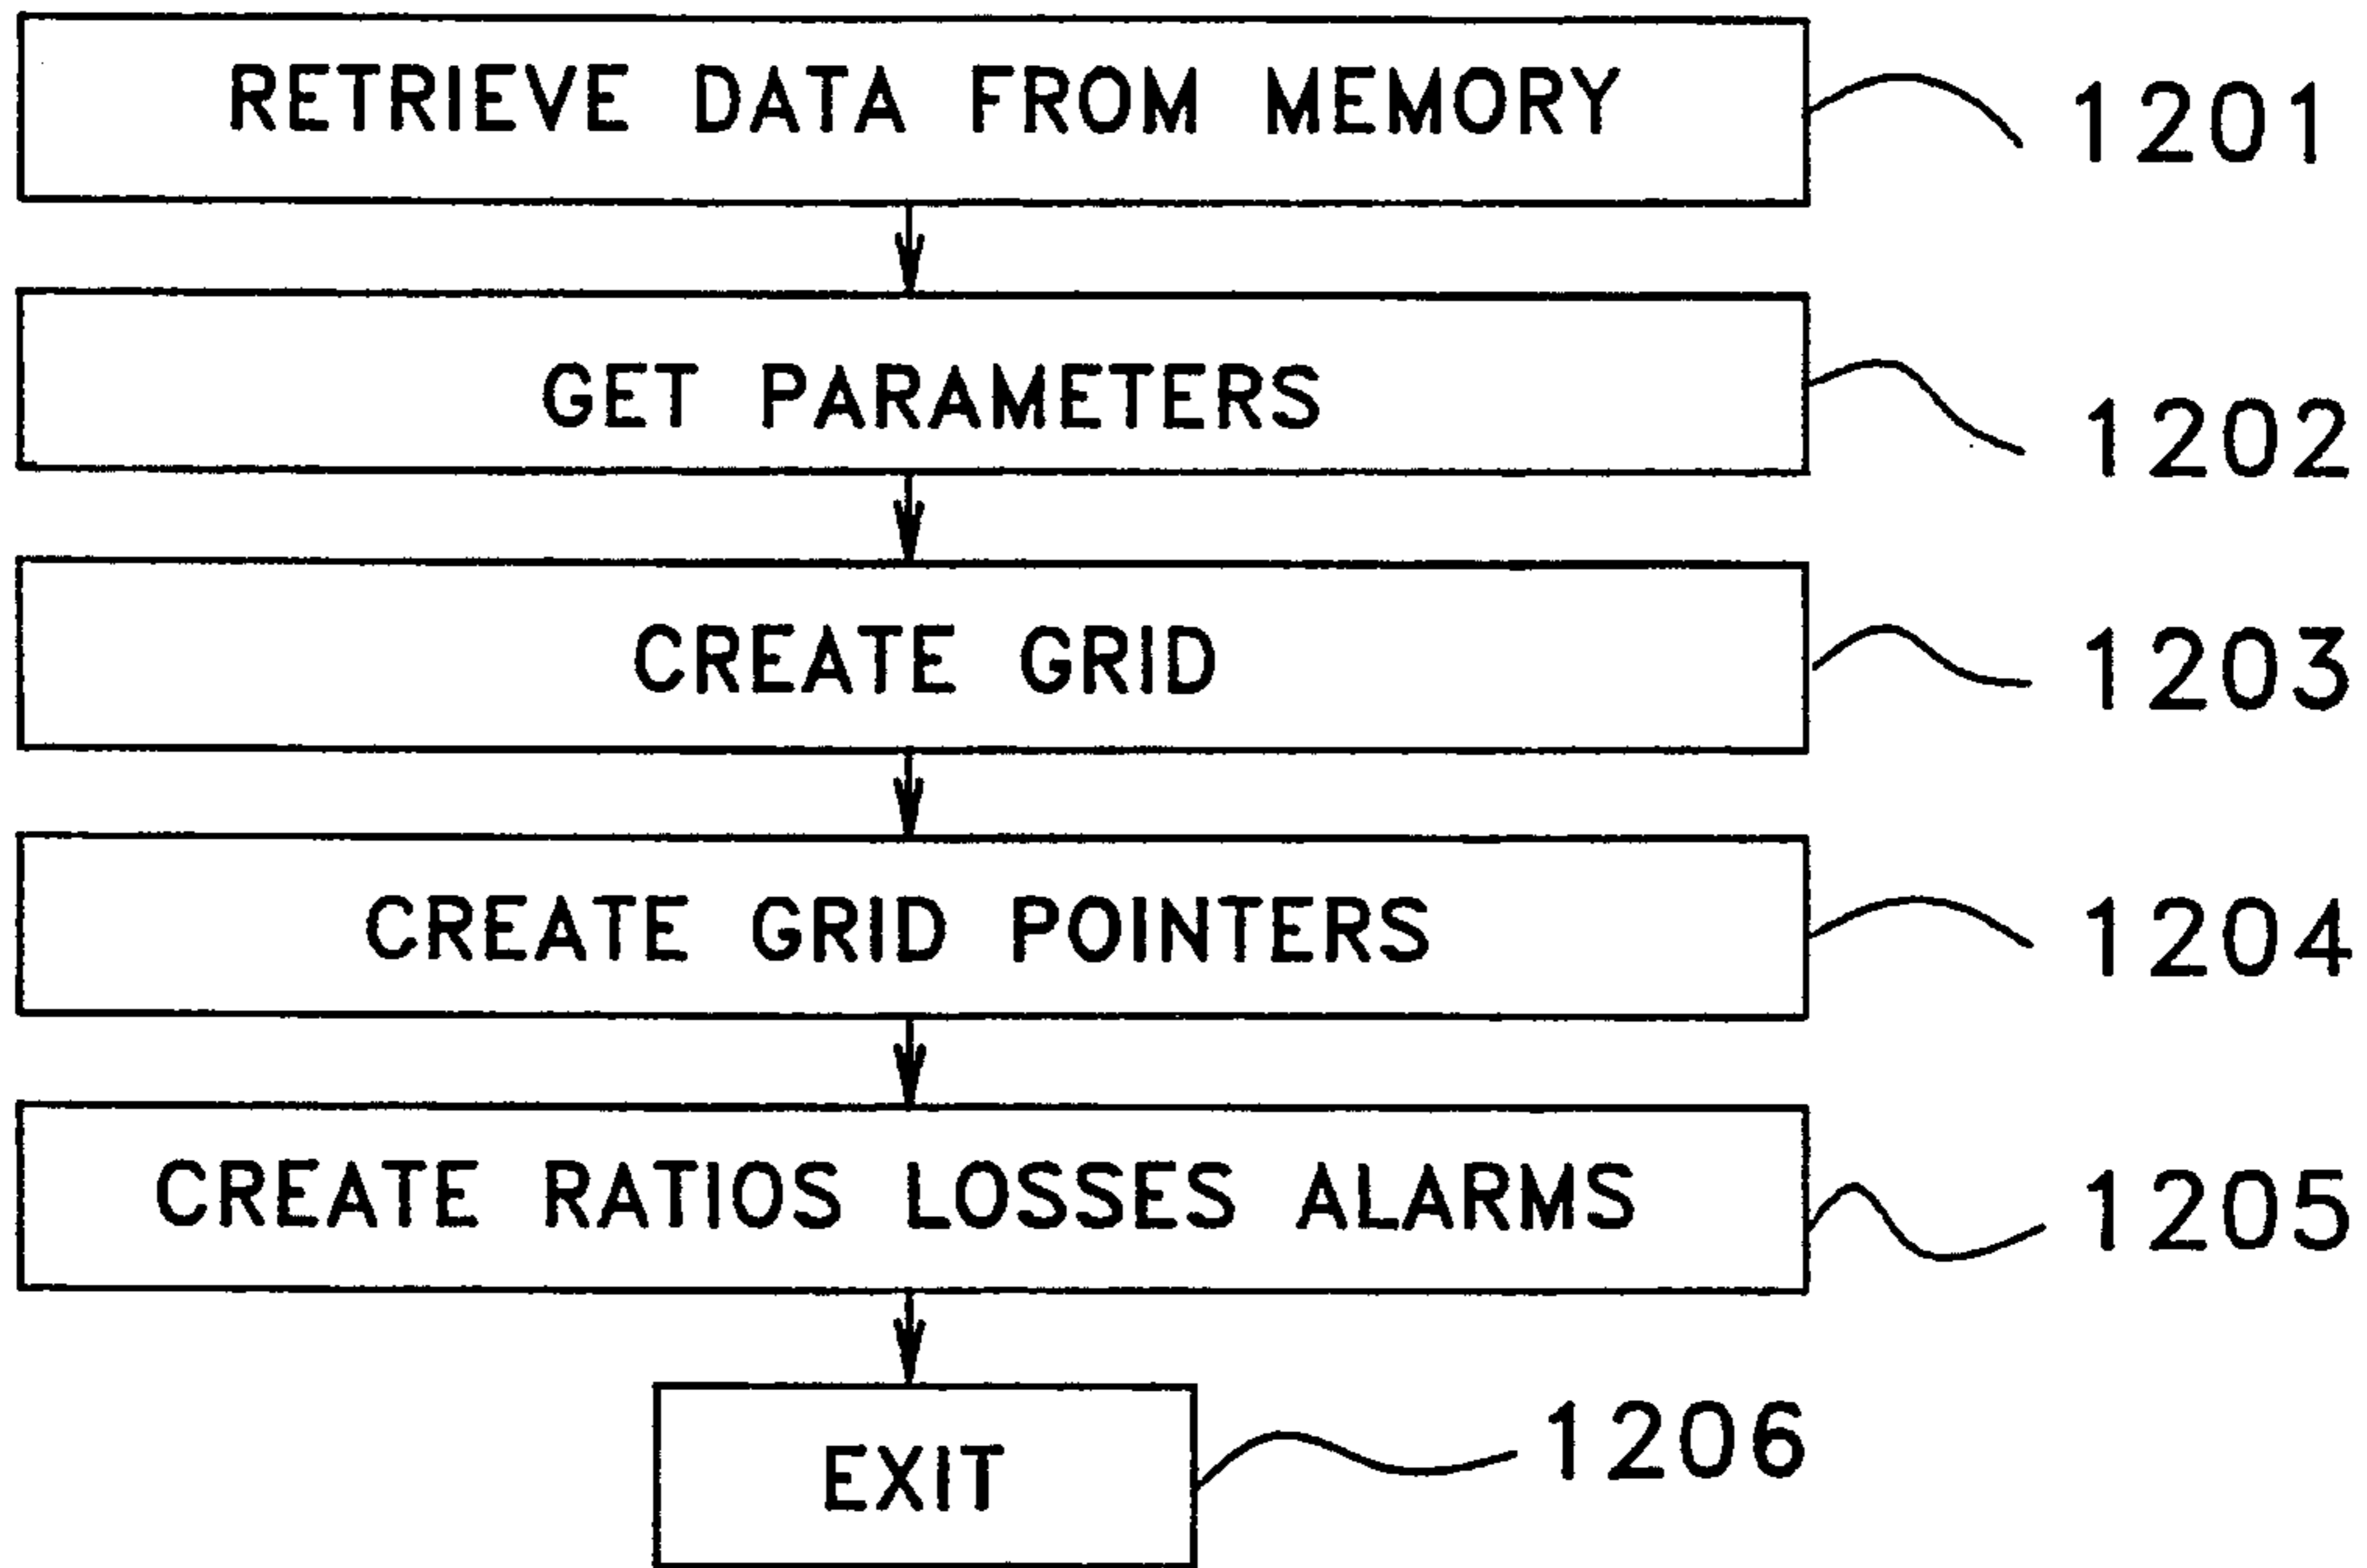 RETRIEVE DATA FROM MEMORY
1201
GET PARAMETERS
1202
CREATE GRID
1203
CREATE GRID POINTERS
1204
CREATE RATIOS LOSSES ALARMS
1205
EXIT
1206